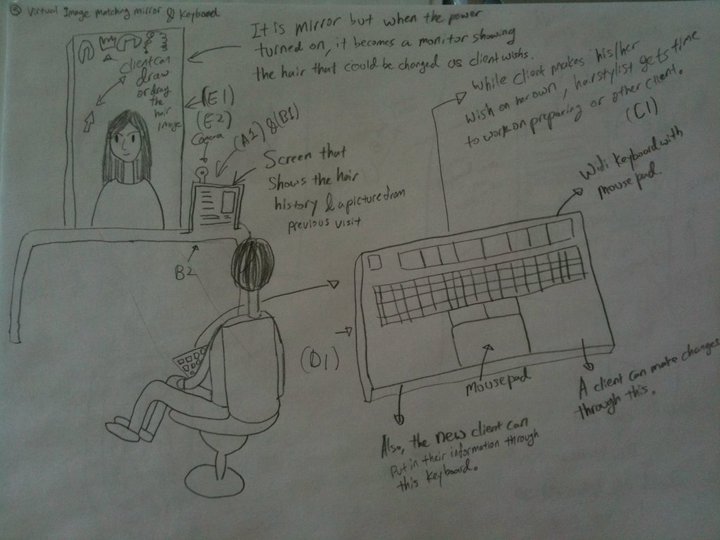 ③ Virtual Image matching mirror & Keyboard
It is mirror but when the power
turned on, it becomes a monitor showing
the hair that could be changed as client wishs.
client can
draw
or drag
the
hair
image
(E1)
(E2)
Camera
(A1) & (B1)
Screen that
shows the hair
history & a picture from
previous visit
B2
While client makes his/her
wish on her own, hairstylist gets time
to work on preparing or other client.
(C1)
Wifi Keyboard with
mouse pad.
(D1)
mousepad
A client can make changes
through this.
Also, the new client can
put in their information through
this keyboard.